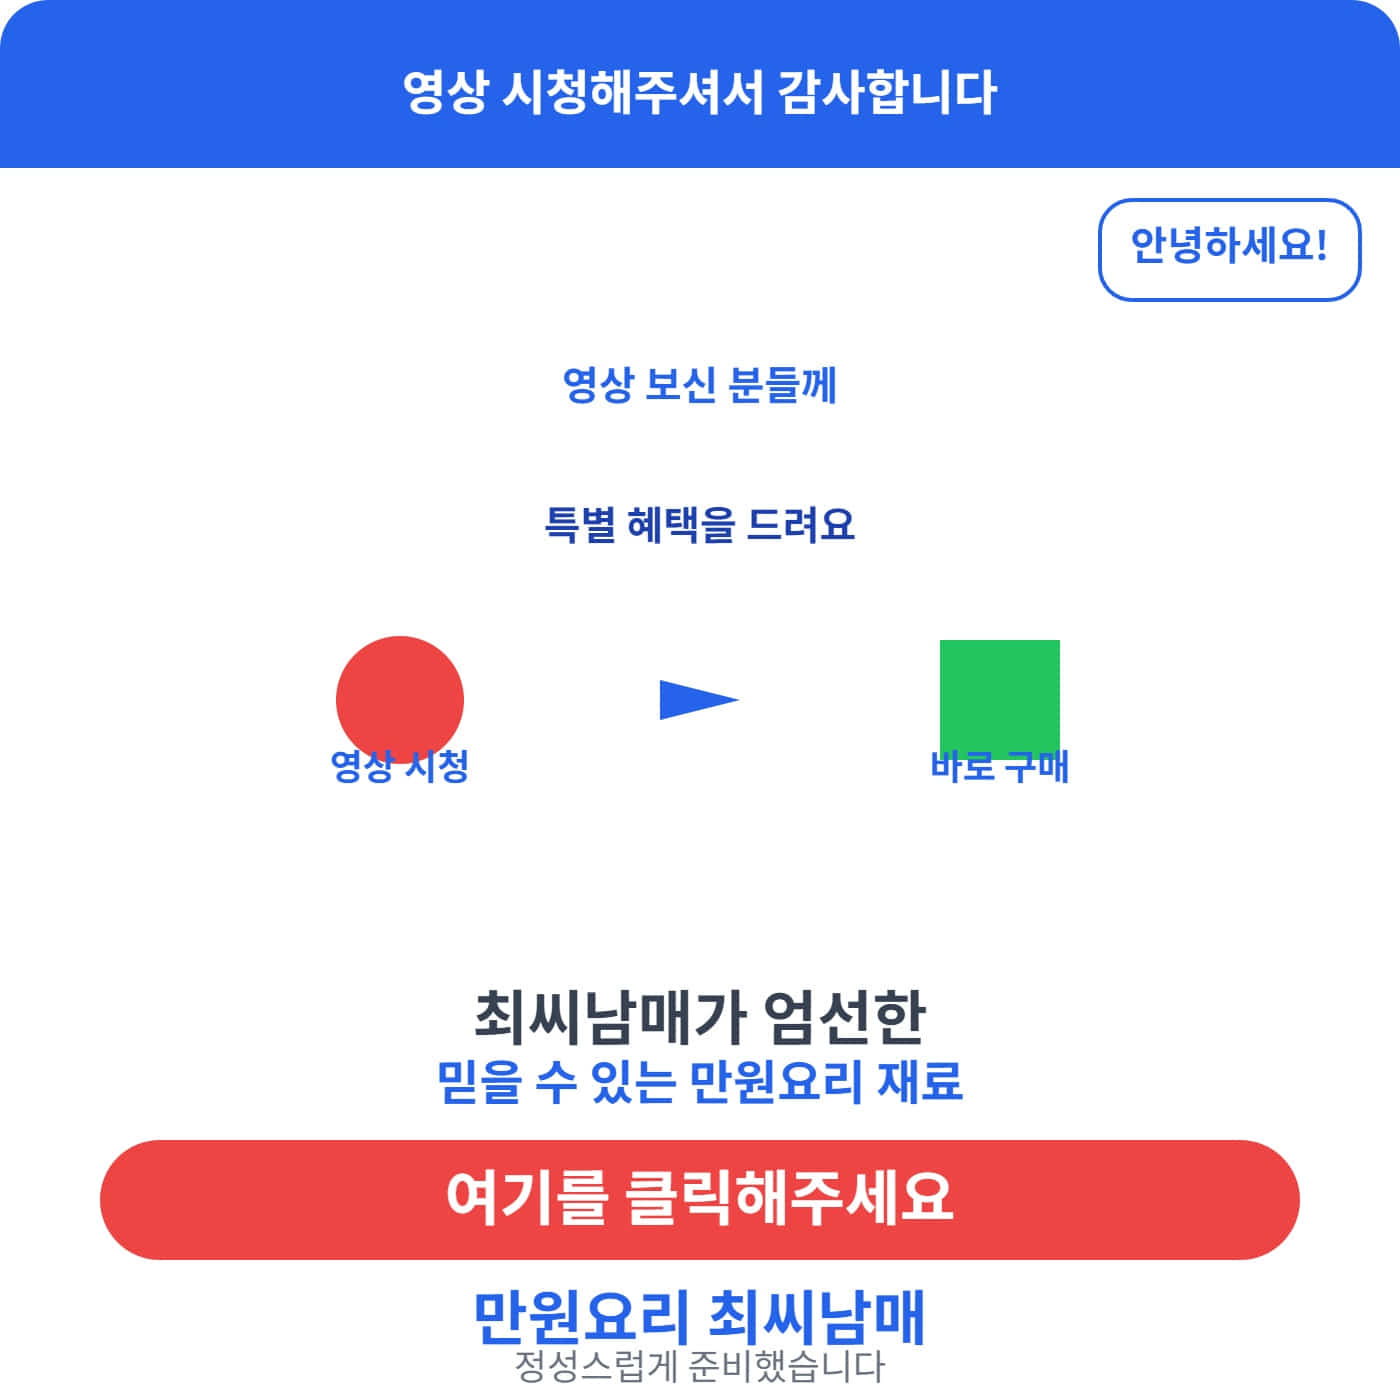 영상 시청해주셔서 감사합니다
안녕하세요!
영상 보신 분들께
특별 혜택을 드려요
영상 시청
바로 구매
최씨남매가 엄선한
믿을 수 있는 만원요리 재료
여기를 클릭해주세요
만원요리 최씨남매
정성스럽게 준비했습니다